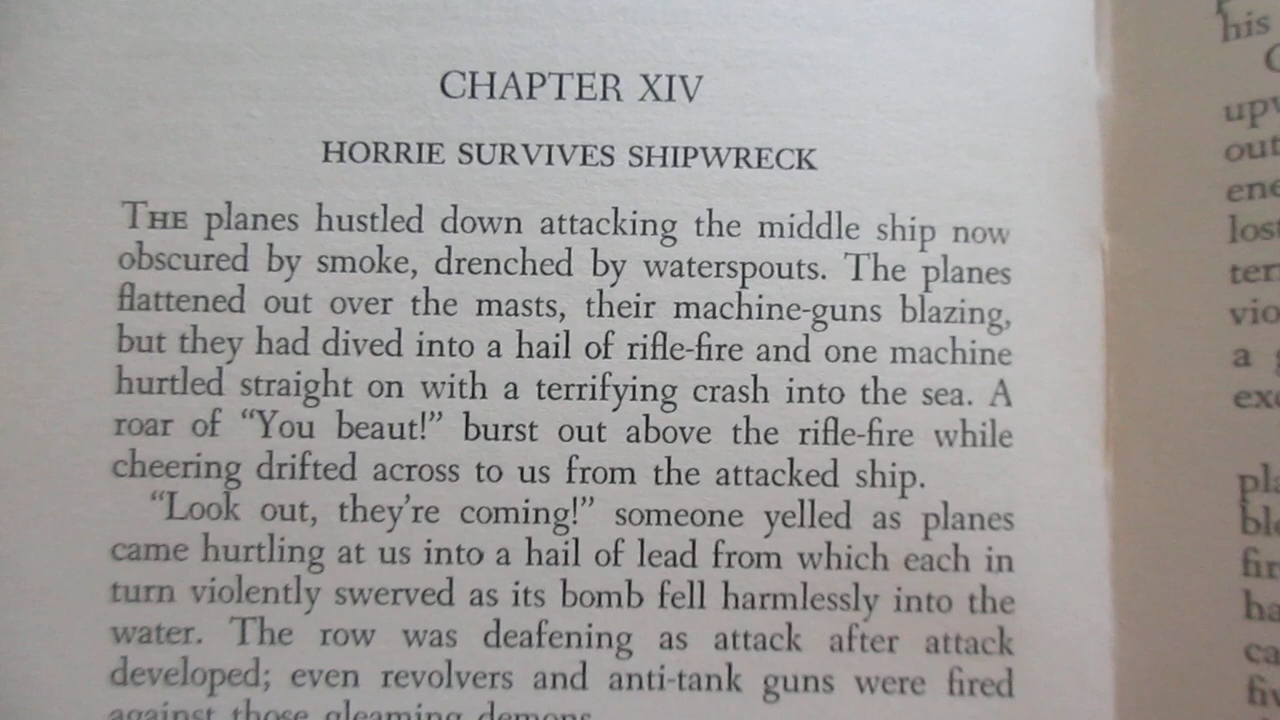 CHAPTER XIV
HORRIE SURVIVES SHIPWRECK
THE planes hustled down attacking the middle ship now
obscured by smoke, drenched by waterspouts. The planes
flattened out over the masts, their machine-guns blazing,
but they had dived into a hail of rifle-fire and one machine
hurtled straight on with a terrifying crash into the sea. A
roar of “You beaut!” burst out above the rifle-fire while
cheering drifted across to us from the attacked ship.
“Look out, they’re coming!” someone yelled as planes
came hurtling at us into a hail of lead from which each in
turn violently swerved as its bomb fell harmlessly into the
water. The row was deafening as attack after attack
developed; even revolvers and anti-tank guns were fired
against those gleaming demons.
his